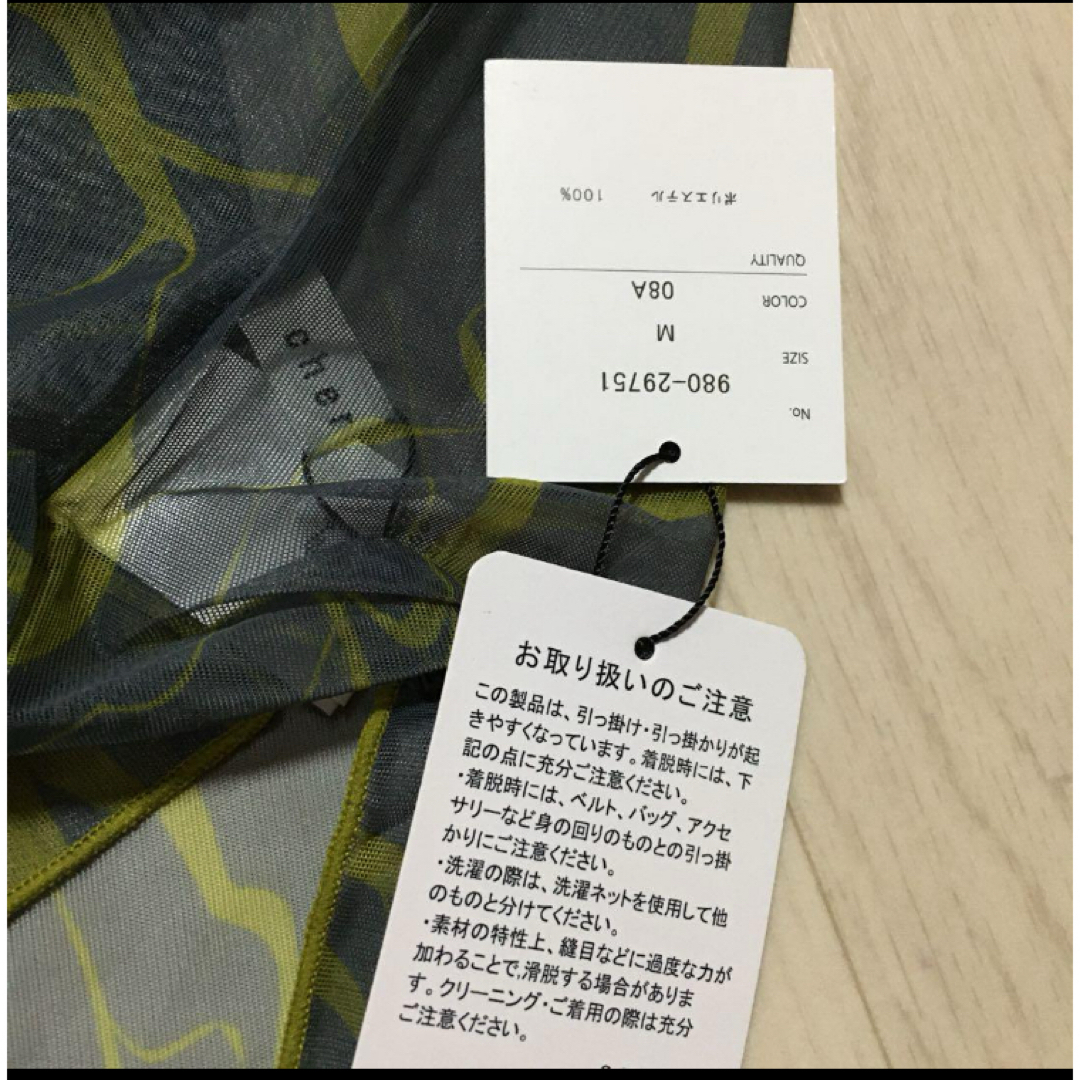 No. 980-29751
SIZE M
COLOR 08A
QUALITY
ポリエステル 100%
cher
お取り扱いのご注意
この製品は、引っ掛け・引っ掛かりが起
きやすくなっています。着脱時には、下
記の点に充分ご注意ください。
・着脱時には、ベルト、バッグ、アクセ
サリーなど身の回りのものとの引っ掛
かりにご注意ください。
・洗濯の際は、洗濯ネットを使用して他
のものと分けてください。
・素材の特性上、縫目などに過度な力が
加わることで,滑脱する場合がありま
す。クリーニング・ご着用の際は充分
ご注意ください。